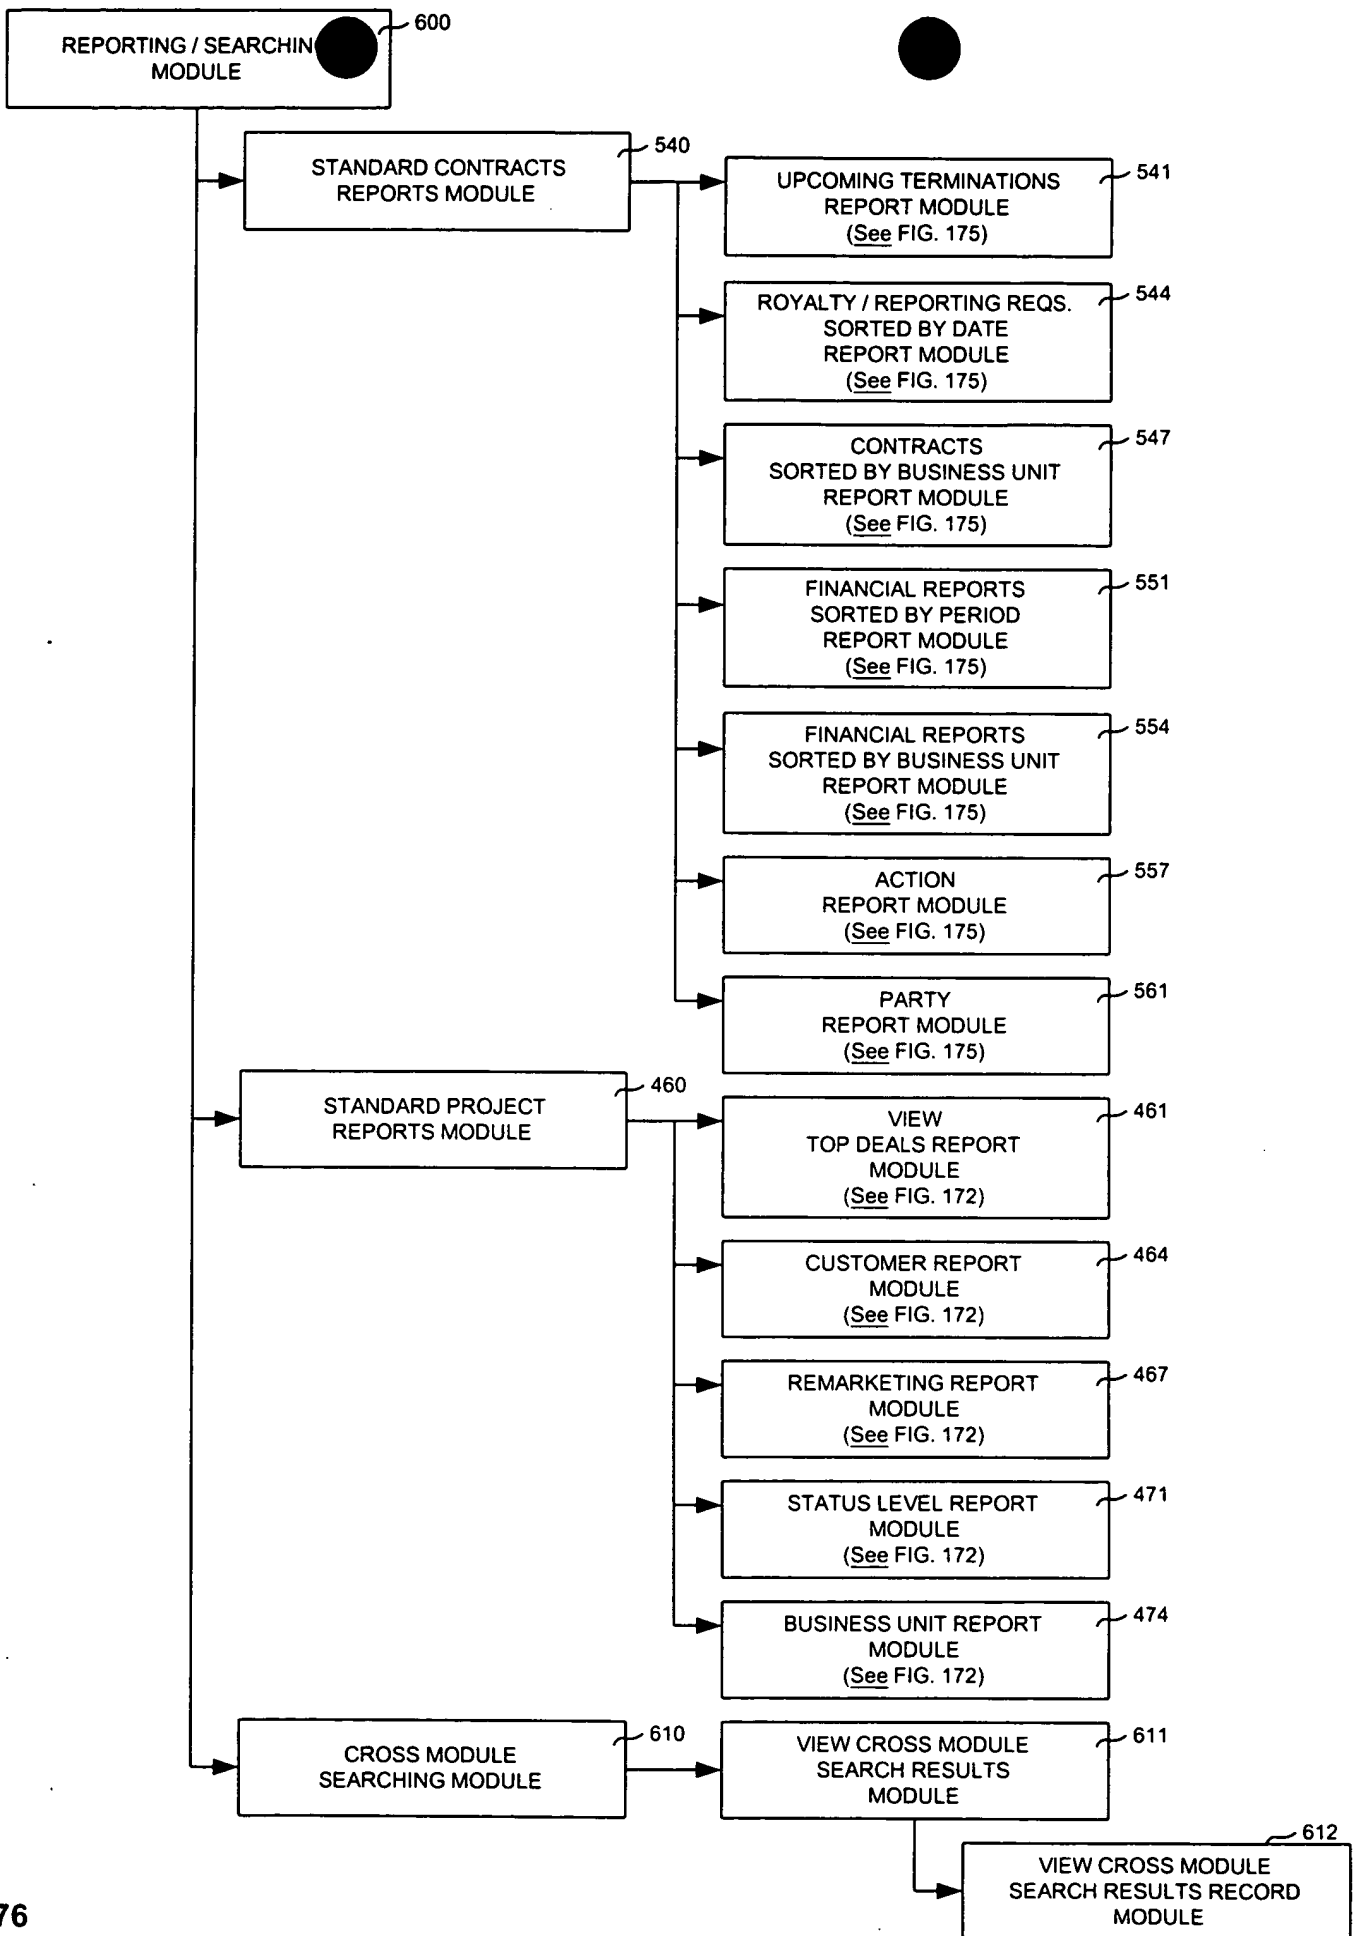 REPORTING / SEARCHIN
MODULE
600
STANDARD CONTRACTS
REPORTS MODULE
540
UPCOMING TERMINATIONS
REPORT MODULE
(See FIG. 175)
541
ROYALTY / REPORTING REQS.
SORTED BY DATE
REPORT MODULE
(See FIG. 175)
544
CONTRACTS
SORTED BY BUSINESS UNIT
REPORT MODULE
(See FIG. 175)
547
FINANCIAL REPORTS
SORTED BY PERIOD
REPORT MODULE
(See FIG. 175)
551
FINANCIAL REPORTS
SORTED BY BUSINESS UNIT
REPORT MODULE
(See FIG. 175)
554
ACTION
REPORT MODULE
(See FIG. 175)
557
PARTY
REPORT MODULE
(See FIG. 175)
561
STANDARD PROJECT
REPORTS MODULE
460
VIEW
TOP DEALS REPORT
MODULE
(See FIG. 172)
461
CUSTOMER REPORT
MODULE
(See FIG. 172)
464
REMARKETING REPORT
MODULE
(See FIG. 172)
467
STATUS LEVEL REPORT
MODULE
(See FIG. 172)
471
BUSINESS UNIT REPORT
MODULE
(See FIG. 172)
474
CROSS MODULE
SEARCHING MODULE
610
VIEW CROSS MODULE
SEARCH RESULTS
MODULE
611
VIEW CROSS MODULE
SEARCH RESULTS RECORD
MODULE
612
76